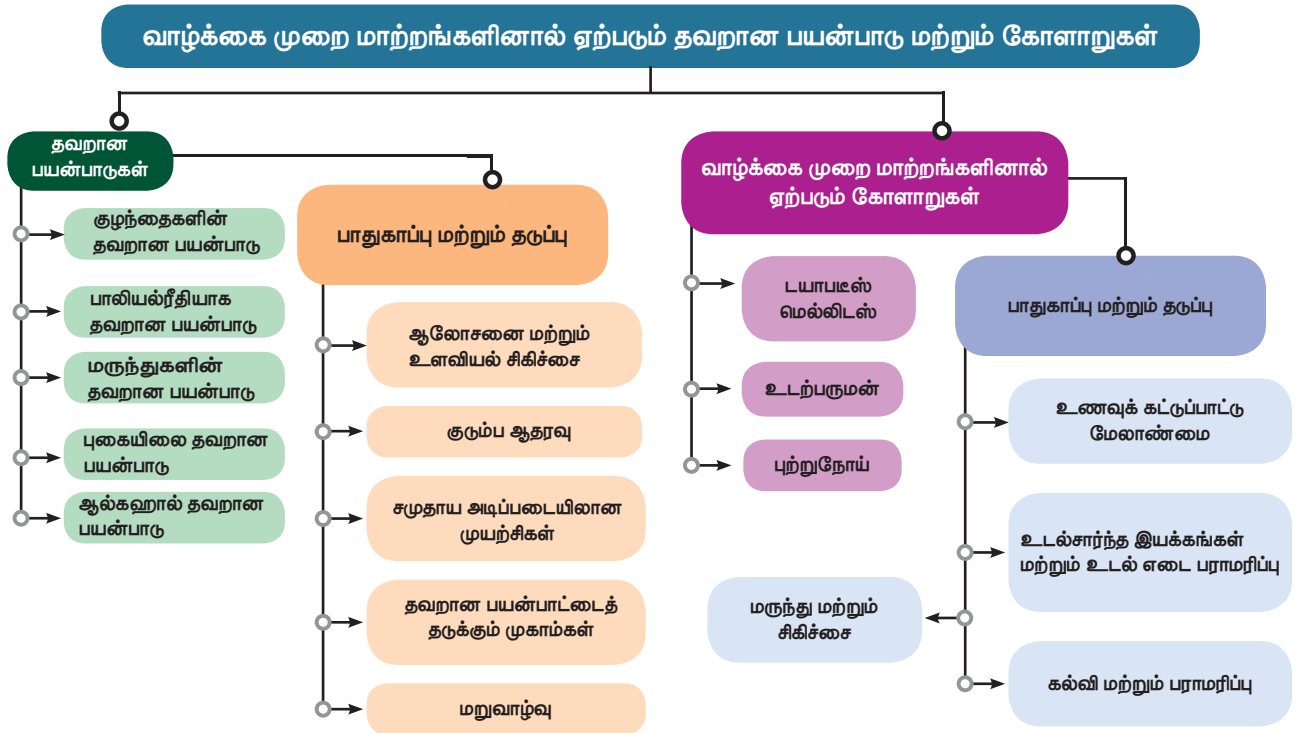 வாழ்க்கை முறை மாற்றங்களினால் ஏற்படும் தவறான பயன்பாடு மற்றும் கோளாறுகள்
தவறான
பயன்பாடுகள்
குழந்தைகளின்
தவறான பயன்பாடு
பாலியல்ரீதியாக
தவறான பயன்பாடு
மருந்துகளின்
தவறான பயன்பாடு
புகையிலை தவறான
பயன்பாடு
ஆல்கஹால் தவறான
பயன்பாடு
பாதுகாப்பு மற்றும் தடுப்பு
ஆலோசனை மற்றும்
உளவியல் சிகிச்சை
குடும்ப ஆதரவு
சமுதாய அடிப்படையிலான
முயற்சிகள்
தவறான பயன்பாட்டைத்
தடுக்கும் முகாம்கள்
மறுவாழ்வு
வாழ்க்கை முறை மாற்றங்களினால்
ஏற்படும் கோளாறுகள்
டயாபடீஸ்
மெல்லிடஸ்
உடற்பருமன்
புற்றுநோய்
பாதுகாப்பு மற்றும் தடுப்பு
உணவுக் கட்டுப்பாட்டு
மேலாண்மை
உடல்சார்ந்த இயக்கங்கள்
மற்றும் உடல் எடை பராமரிப்பு
மருந்து மற்றும்
சிகிச்சை
கல்வி மற்றும் பராமரிப்பு